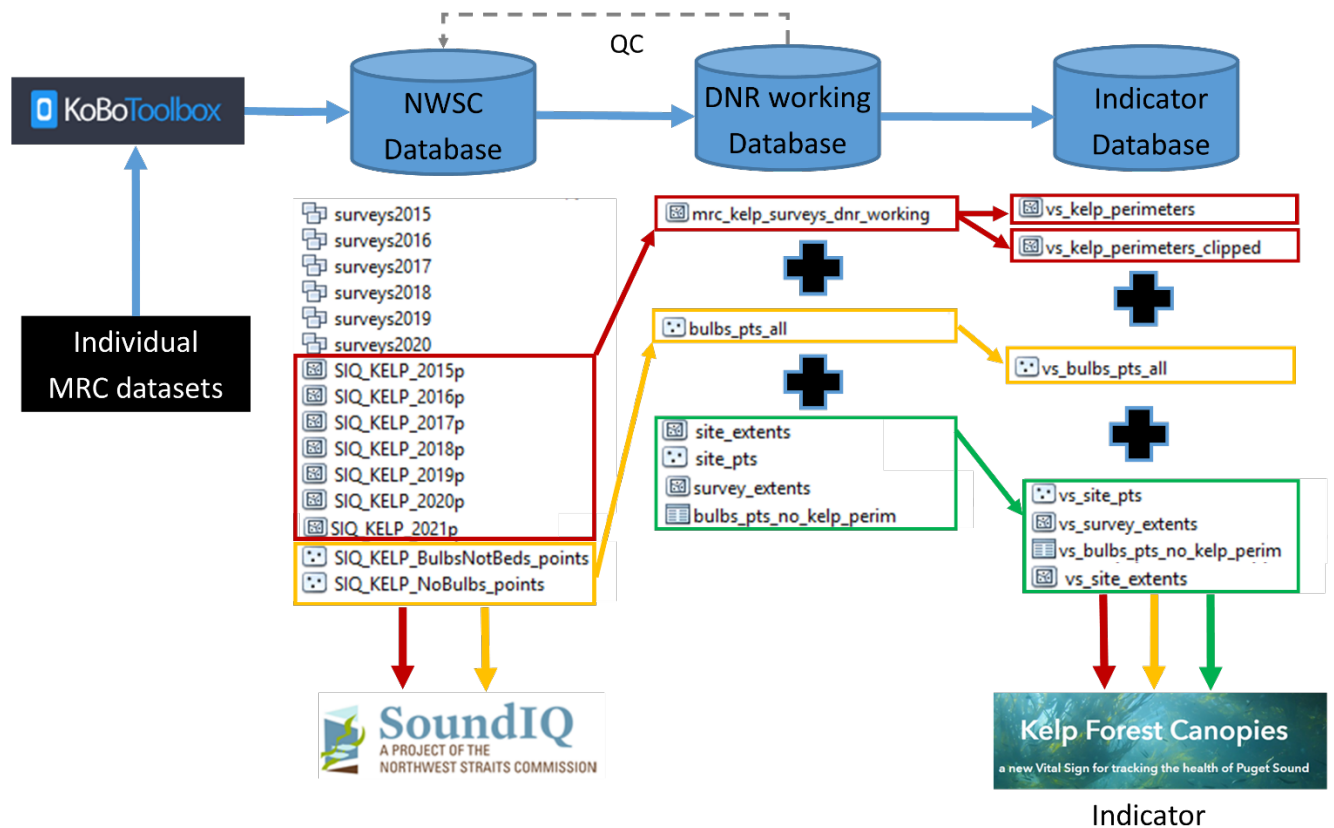 QC
KoBoToolbox
NWSC
Database
DNR working
Database
Indicator
Database
Individual
MRC datasets
surveys2015
surveys2016
surveys2017
surveys2018
surveys2019
surveys2020
SIQ_KELP_2015p
SIQ_KELP_2016p
SIQ_KELP_2017p
SIQ_KELP_2018p
SIQ_KELP_2019p
SIQ_KELP_2020p
SIQ_KELP_2021p
SIQ_KELP_BulbsNotBeds_points
SIQ_KELP_NoBulbs_points
mrc_kelp_surveys_dnr_working
bulbs_pts_all
site_extents
site_pts
survey_extents
bulbs_pts_no_kelp_perim
vs_kelp_perimeters
vs_kelp_perimeters_clipped
vs_bulbs_pts_all
vs_site_pts
vs_survey_extents
vs_bulbs_pts_no_kelp_perim
vs_site_extents
SoundIQ
A PROJECT OF THE
NORTHWEST STRAITS COMMISSION
Kelp Forest Canopies
a new Vital Sign for tracking the health of Puget Sound
Indicator